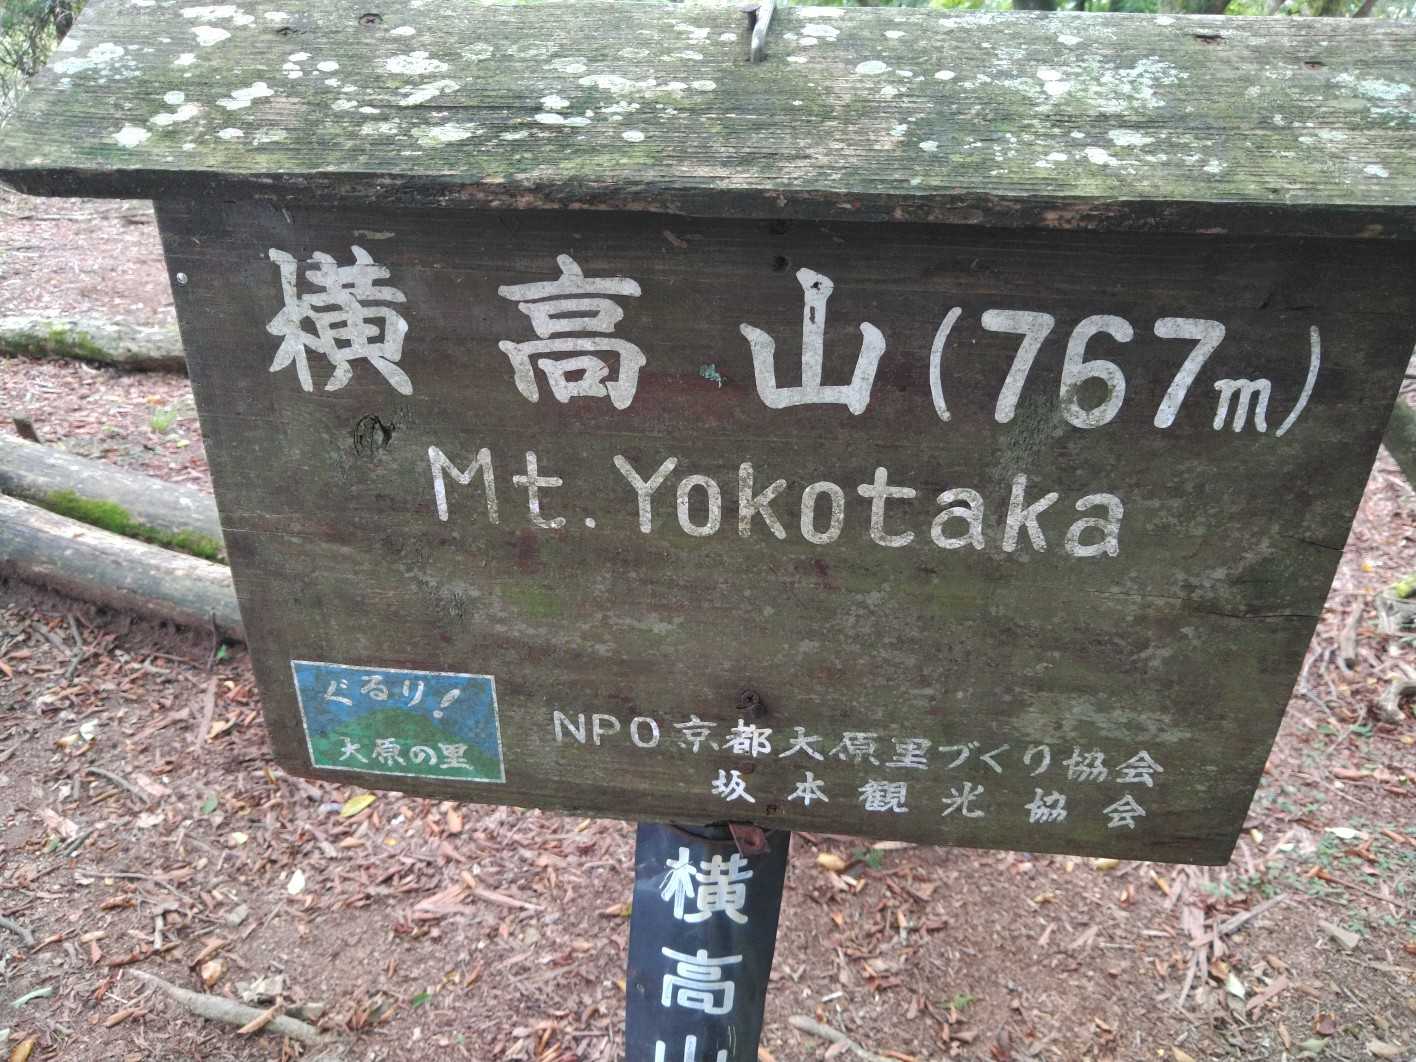 横高山(767m)
Mt.Yokotaka
ぐるり!
大原の里
NPO京都大原里づくり協会
坂本観光協会
横高山